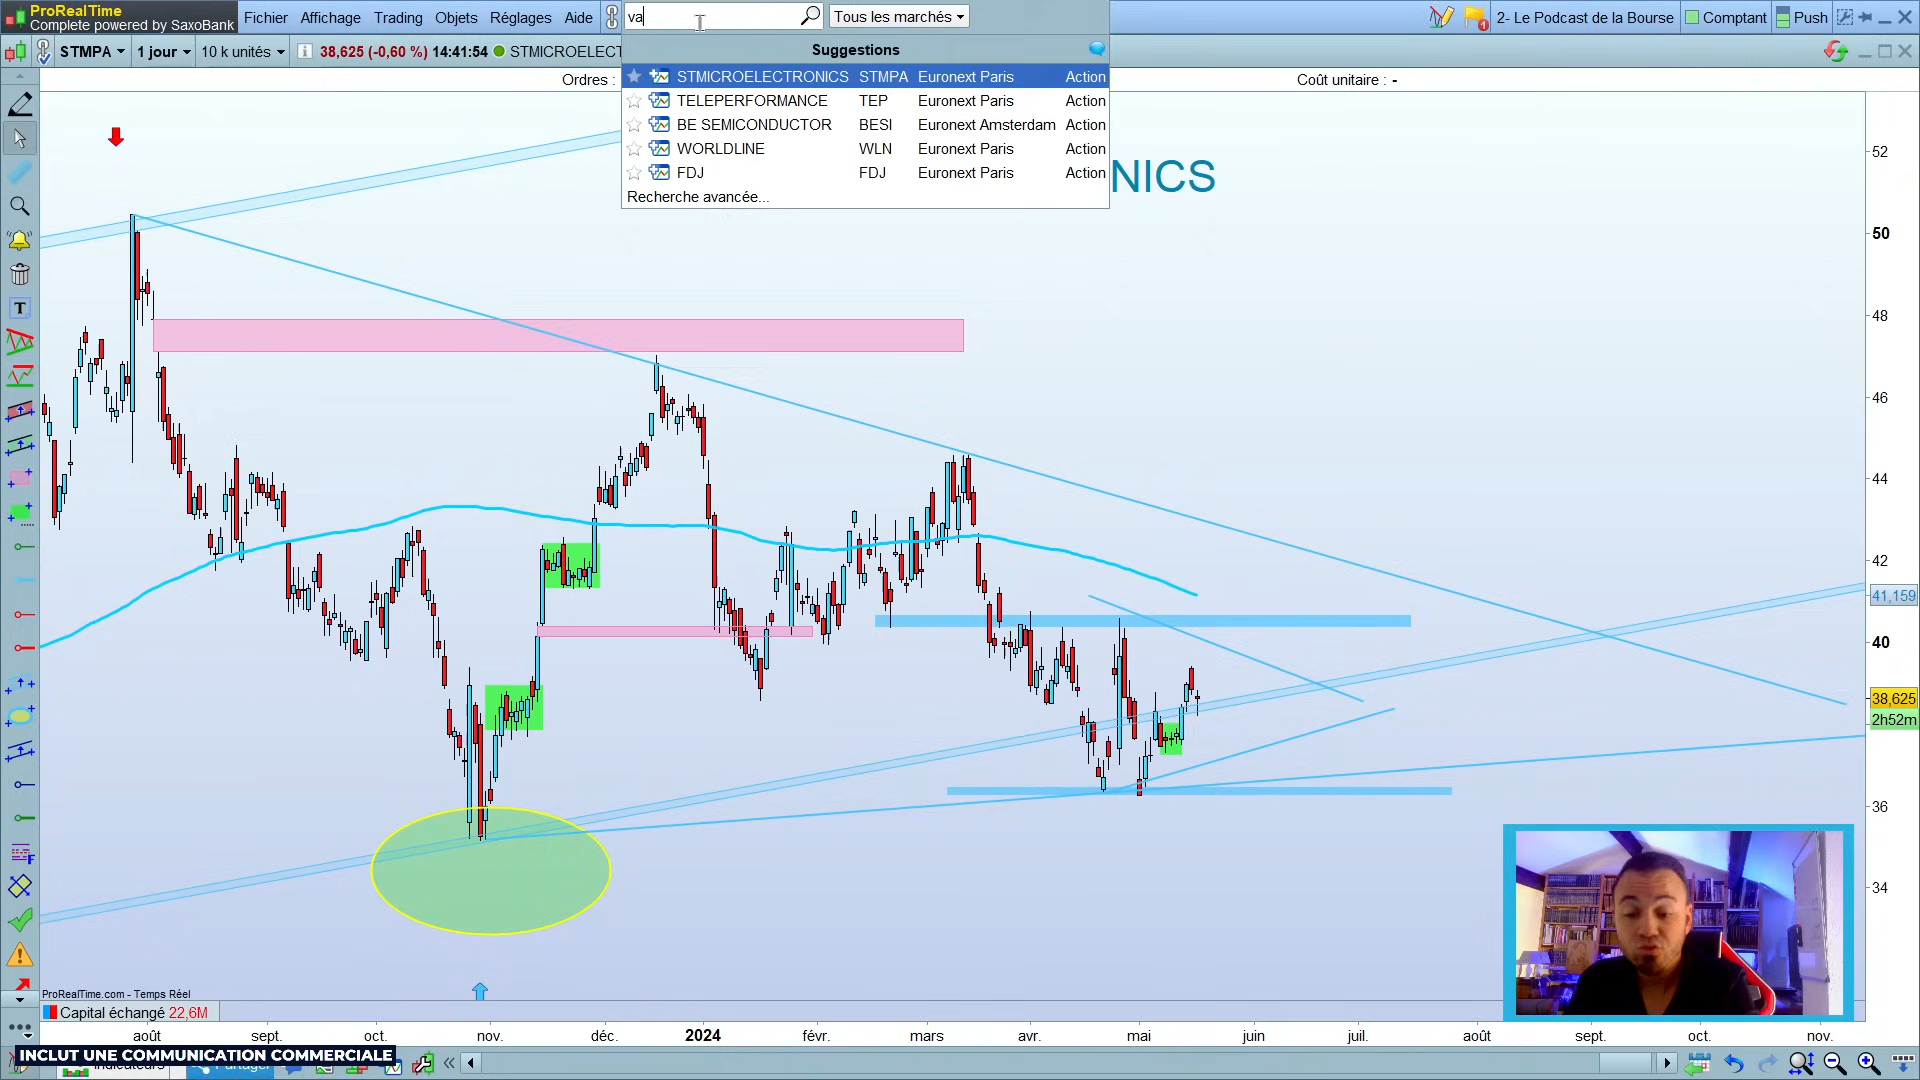 ProRealTime
Complete powered by SaxoBank
Fichier Affichage Trading Objets Réglages Aide
va
Tous les marchés
2- Le Podcast de la Bourse
Comptant
Push
STMPA
1 jour
10 k unités
38,625 (-0,60 %) 14:41:54
STMICROELECT
Suggestions
STMICROELECTRONICS STMPA Euronext Paris Action
TELEPERFORMANCE TEP Euronext Paris Action
BE SEMICONDUCTOR BESI Euronext Amsterdam Action
WORLDLINE WLN Euronext Paris Action
FDJ FDJ Euronext Paris Action
Recherche avancée...
Ordres :
Coût unitaire : -
NICS
52
50
48
46
44
42
41,159
40
38,625
2h52m
36
34
ProRealTime.com - Temps Réel
Capital échangé 22,6M
août sept. oct. nov. déc. 2024 févr. mars avr. mai juin juil. août sept. oct. nov.
INCLUT UNE COMMUNICATION COMMERCIALE